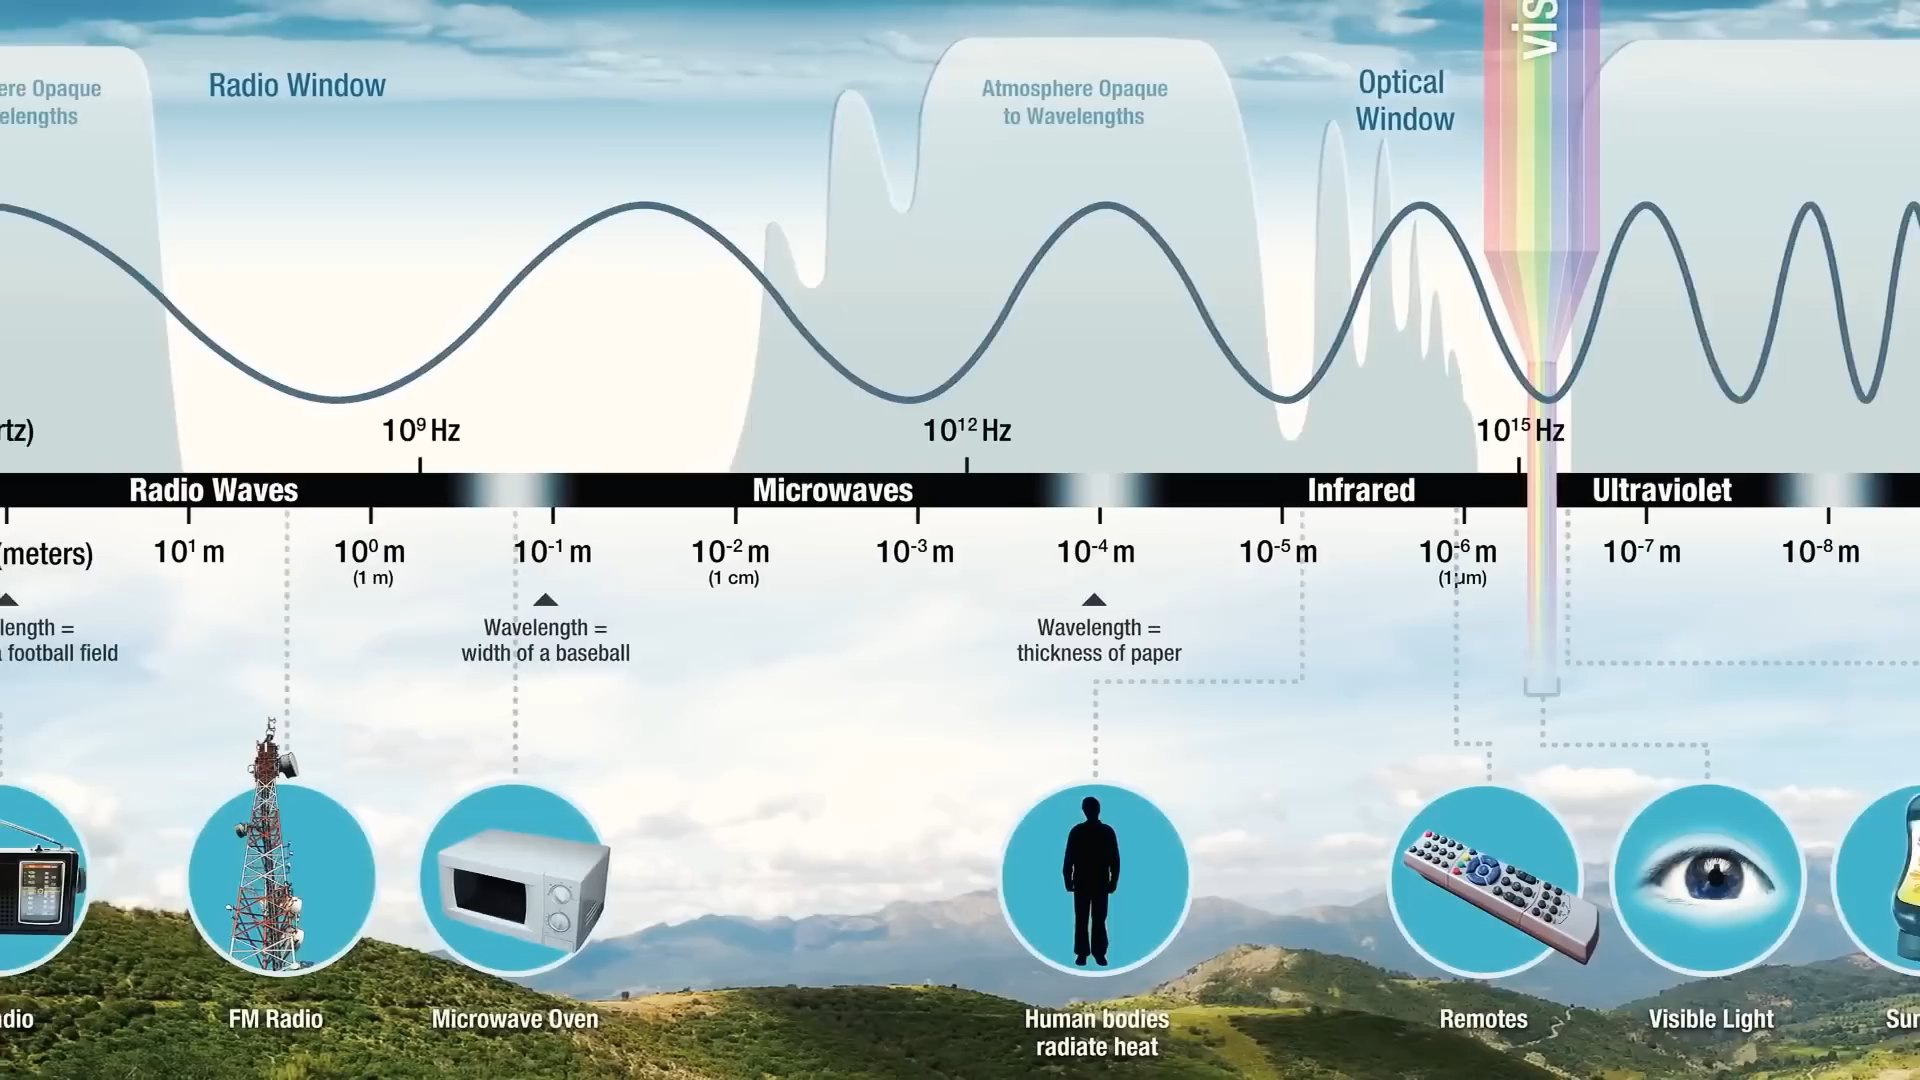 ere Opaque
elengths
Radio Window
Atmosphere Opaque
to Wavelengths
Optical
Window
vis
rtz)
10⁹ Hz
10¹² Hz
10¹⁵ Hz
Radio Waves
Microwaves
Infrared
Ultraviolet
(meters)
10¹ m
10⁰ m
(1 m)
10⁻¹ m
10⁻² m
(1 cm)
10⁻³ m
10⁻⁴ m
10⁻⁵ m
10⁻⁶ m
(1 μm)
10⁻⁷ m
10⁻⁸ m
length =
a football field
Wavelength =
width of a baseball
Wavelength =
thickness of paper
adio
FM Radio
Microwave Oven
Human bodies
radiate heat
Remotes
Visible Light
Sun